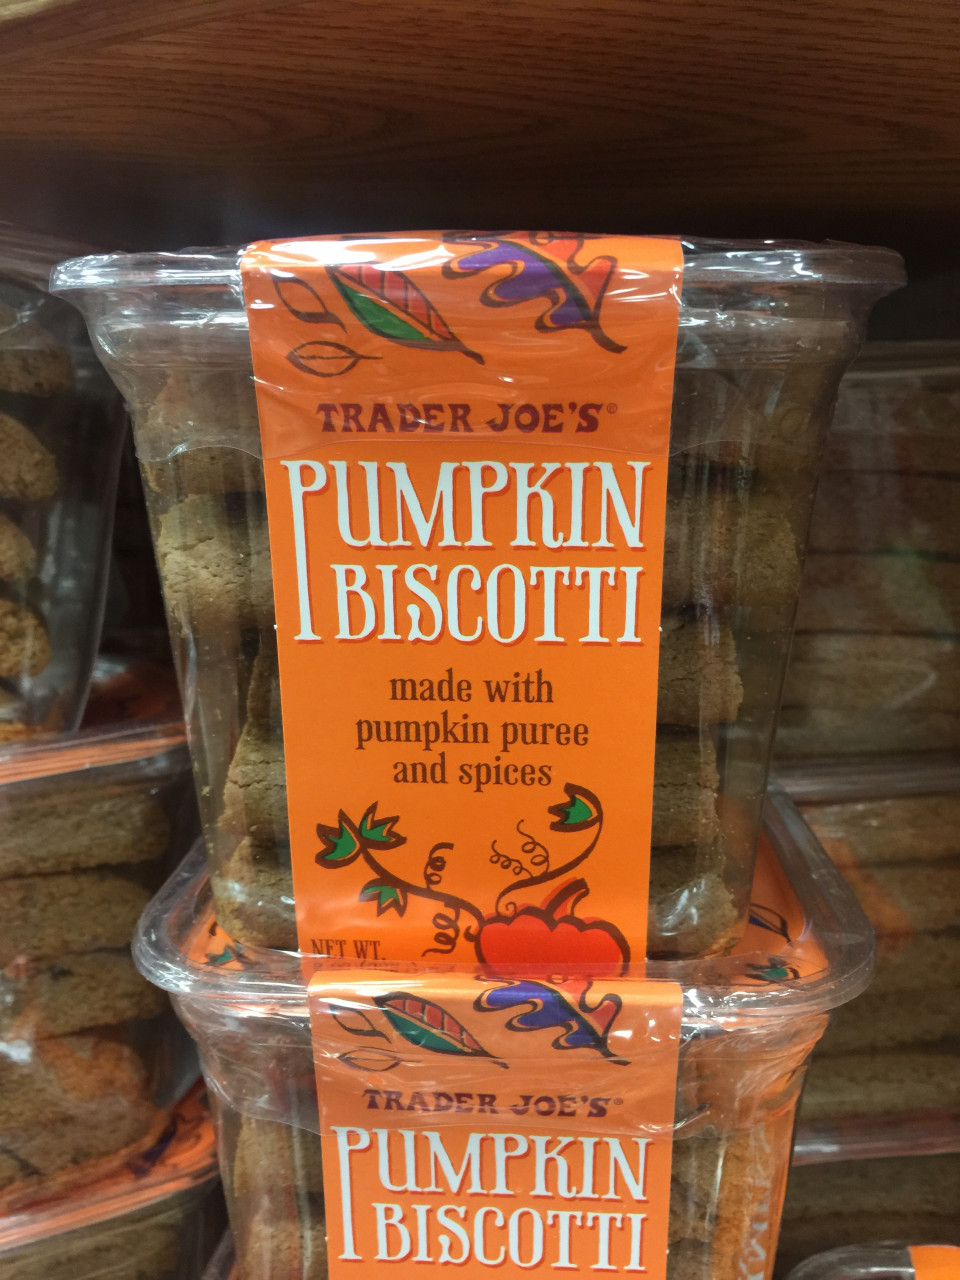 TRADER JOE'S®
PUMPKIN
BISCOTTI
made with
pumpkin puree
and spices
NET WT.
TRADER JOE'S®
PUMPKIN
BISCOTTI